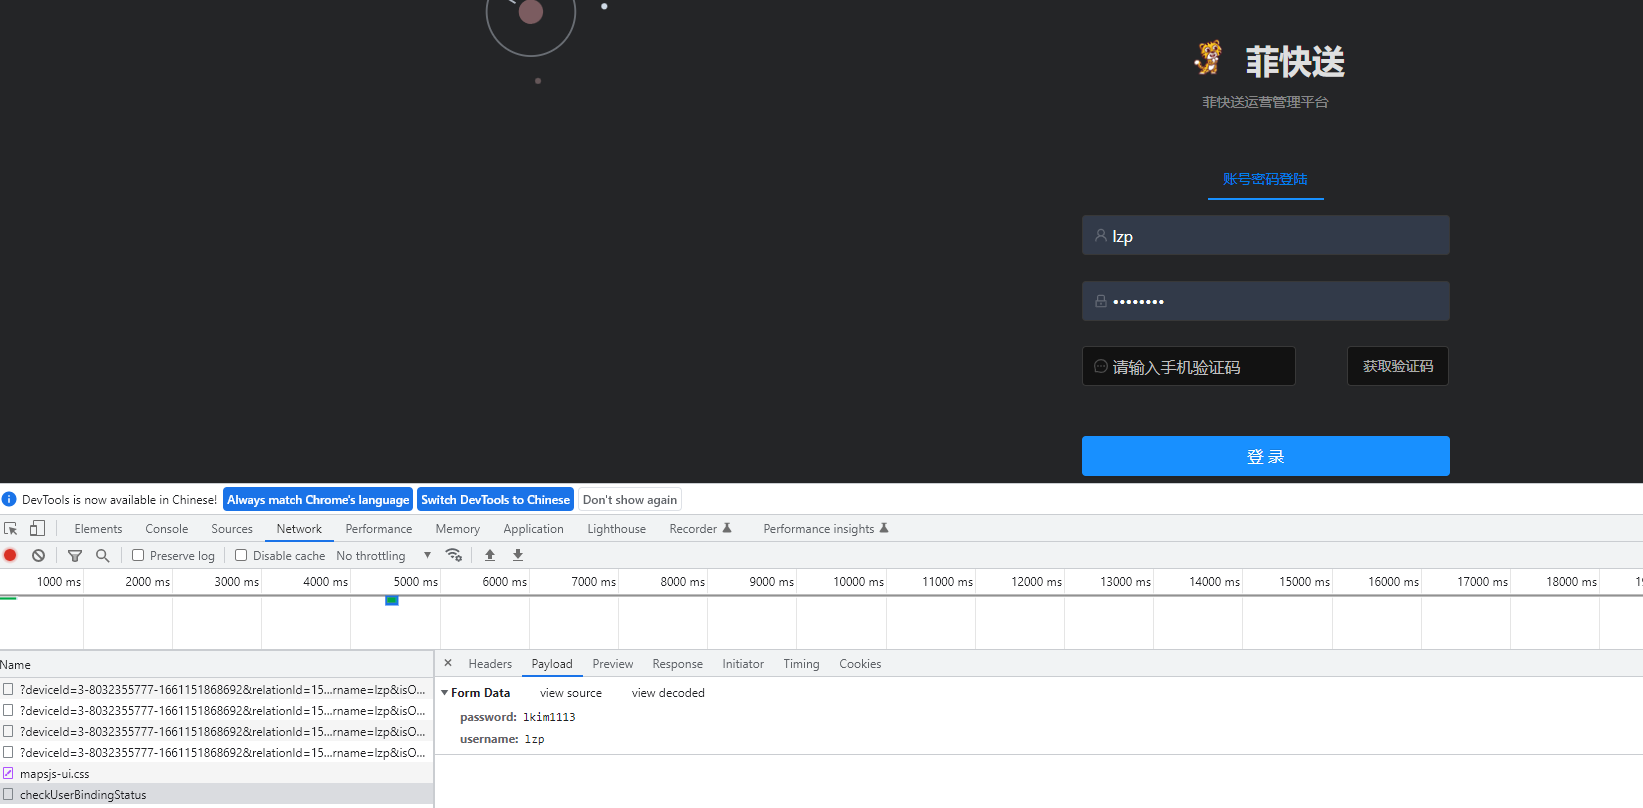 菲快送
菲快送运营管理平台
账号密码登陆
lzp
••••••••
请输入手机验证码 获取验证码
登 录
DevTools is now available in Chinese! Always match Chrome's language Switch DevTools to Chinese Don't show again
Elements Console Sources Network Performance Memory Application Lighthouse Recorder Performance insights
Preserve log Disable cache No throttling
1000 ms 2000 ms 3000 ms 4000 ms 5000 ms 6000 ms 7000 ms 8000 ms 9000 ms 10000 ms 11000 ms 12000 ms 13000 ms 14000 ms 15000 ms 16000 ms 17000 ms 18000 ms
Name
Headers Payload Preview Response Initiator Timing Cookies
?deviceId=3-8032355777-1661151868692&relationId=15...rname=lzp&isO...
?deviceId=3-8032355777-1661151868692&relationId=15...rname=lzp&isO...
?deviceId=3-8032355777-1661151868692&relationId=15...rname=lzp&isO...
?deviceId=3-8032355777-1661151868692&relationId=15...rname=lzp&isO...
mapsjs-ui.css
checkUserBindingStatus
Form Data view source view decoded
password: lkim1113
username: lzp